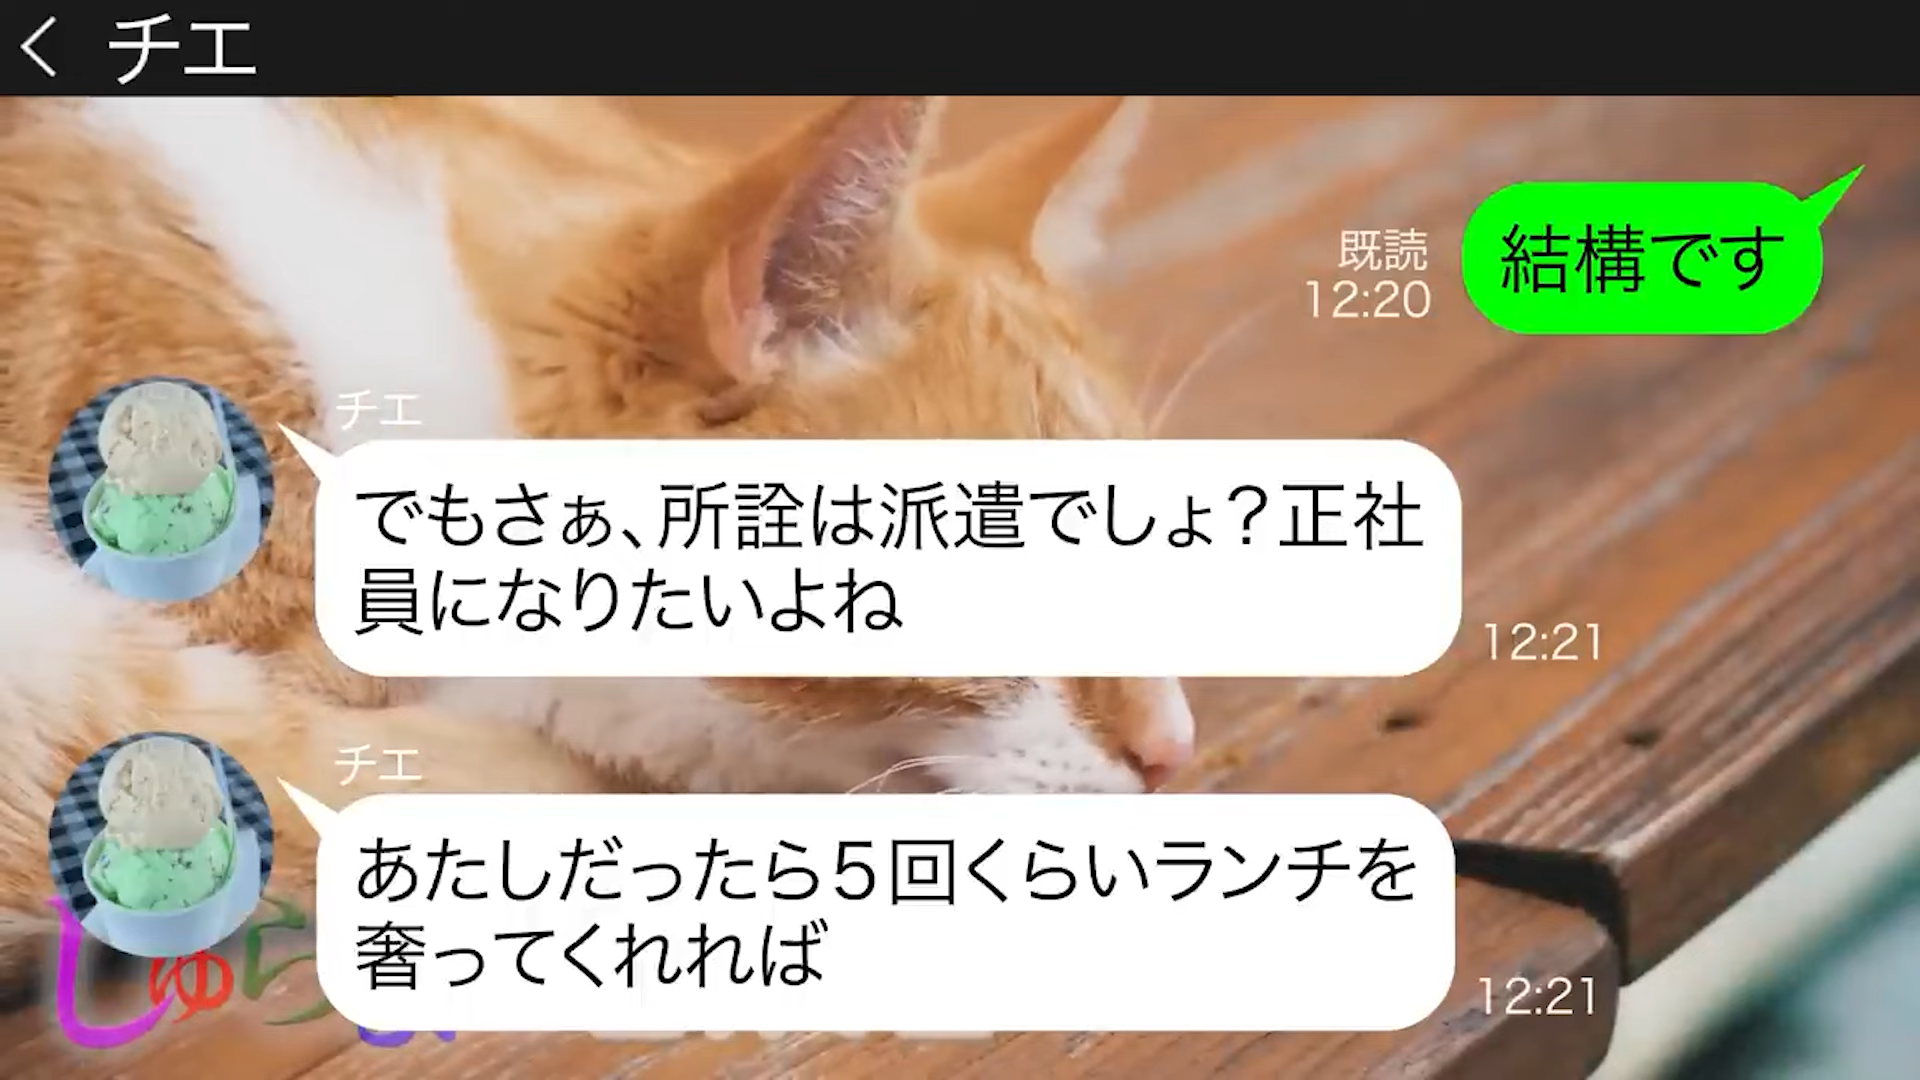 チエ
結構です
既読
12:20
チエ
でもさぁ、所詮は派遣でしょ？正社
員になりたいよね
12:21
チエ
あたしだったら5回くらいランチを
奢ってくれれば
12:21
しゅら